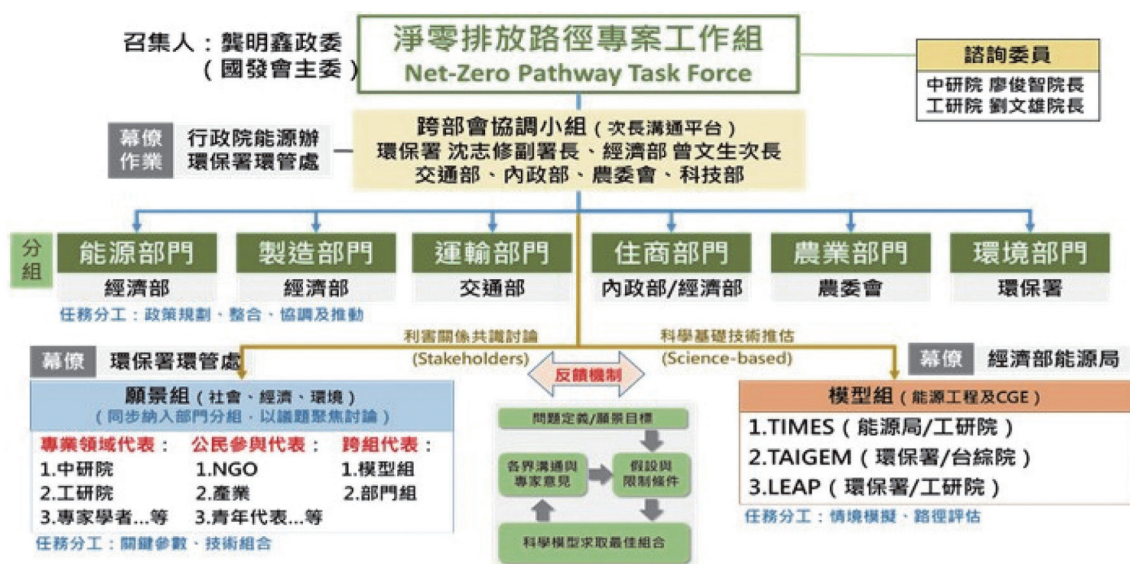 召集人：龔明鑫政委
（國發會主委）
淨零排放路徑專案工作組
Net-Zero Pathway Task Force
諮詢委員
中研院 廖俊智院長
工研院 劉文雄院長
幕僚
作業
行政院能源辦
環保署環管處
跨部會協調小組（次長溝通平台）
環保署 沈志修副署長、經濟部 曾文生次長
交通部、內政部、農委會、科技部
分
組
能源部門
經濟部
製造部門
經濟部
運輸部門
交通部
住商部門
內政部/經濟部
農業部門
農委會
環境部門
環保署
任務分工：政策規劃、整合、協調及推動
利害關係共識討論
(Stakeholders)
科學基礎技術推估
(Science-based)
反饋機制
幕僚
環保署環管處
願景組（社會、經濟、環境）
（同步納入部門分組，以議題聚焦討論）
專業領域代表：
1.中研院
2.工研院
3.專家學者...等
公民參與代表：
1.NGO
2.產業
3.青年代表...等
跨組代表：
1.模型組
2.部門組
任務分工：關鍵參數、技術組合
問題定義/願景目標
各界溝通與
專家意見
假設與
限制條件
科學模型求取最佳組合
幕僚
經濟部能源局
模型組（能源工程及CGE）
1.TIMES（能源局/工研院）
2.TAIGEM（環保署/台綜院）
3.LEAP（環保署/工研院）
任務分工：情境模擬、路徑評估